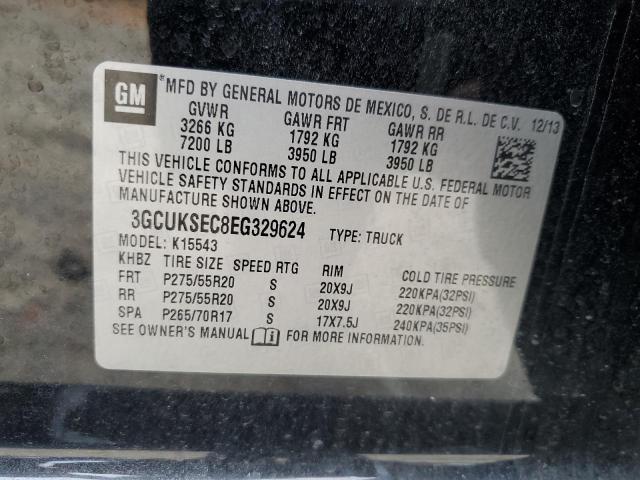 GM
*MFD BY GENERAL MOTORS DE MEXICO, S. DE R.L. DE C.V. 12/13
GVWR GAWR FRT GAWR RR
3266 KG 1792 KG 1792 KG
7200 LB 3950 LB 3950 LB
THIS VEHICLE CONFORMS TO ALL APPLICABLE U.S. FEDERAL MOTOR
VEHICLE SAFETY STANDARDS IN EFFECT ON THE DATE OF
MANUFACTURE SHOWN ABOVE.
3GCUKSEC8EG329624 TYPE: TRUCK
MODEL: K15543
KHBZ TIRE SIZE SPEED RTG RIM COLD TIRE PRESSURE
FRT P275/55R20 S 20X9J 220KPA(32PSI)
RR P275/55R20 S 20X9J 220KPA(32PSI)
SPA P265/70R17 S 17X7.5J 240KPA(35PSI)
SEE OWNER'S MANUAL FOR MORE INFORMATION.